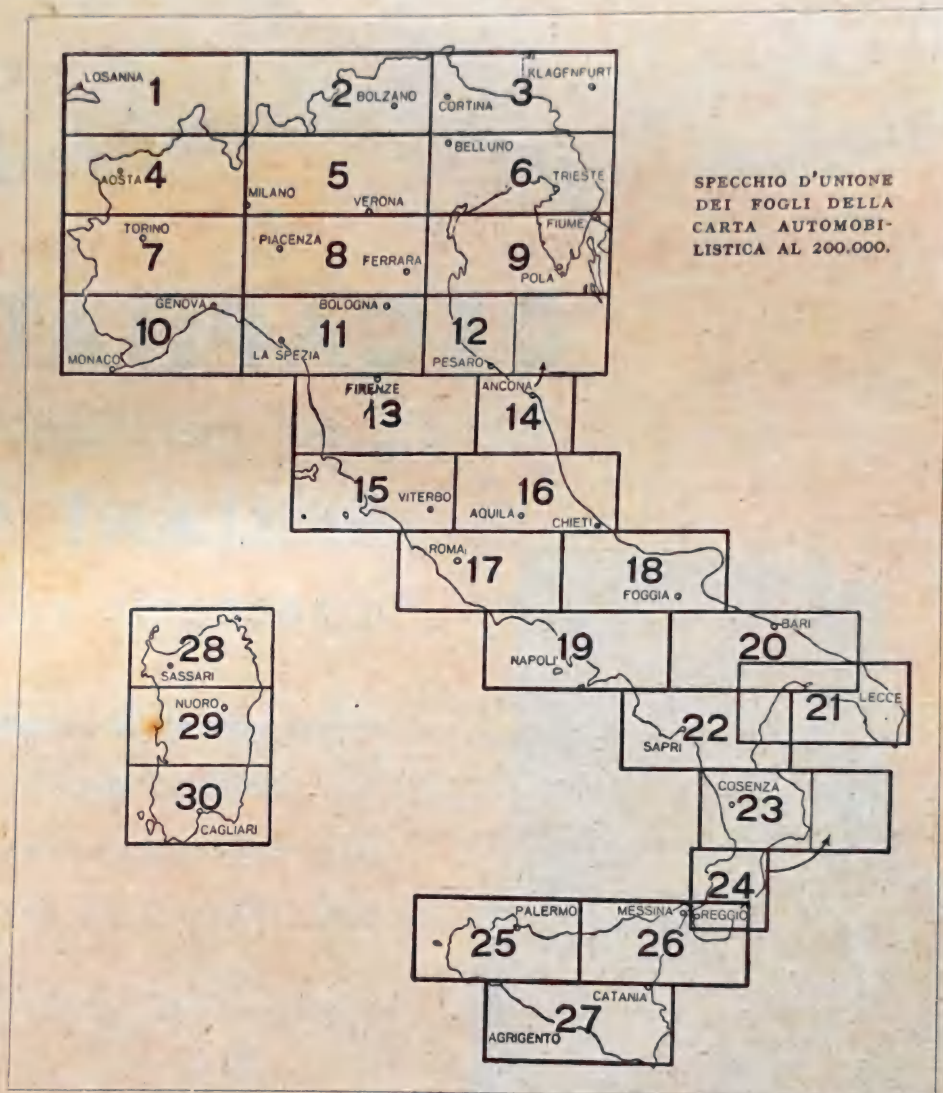 LOSANNA
1
2
BOLZANO
3
KLAGENFURT
CORTINA
BELLUNO
AOSTA
4
5
6
TRIESTE
MILANO
VERONA
SPECCHIO D'UNIONE
DEI FOGLI DELLA
CARTA AUTOMOBI-
LISTICA AL 200.000.
TORINO
7
PIACENZA
8
FERRARA
FIUME
9
POLA
GENOVA
10
MONACO
BOLOGNA
11
LA SPEZIA
12
PESARO
FIRENZE
13
ANCONA
14
15
VITERBO
16
AQUILA
CHIETI
ROMA
17
18
FOGGIA
19
NAPOLI
BARI
20
21
LECCE
22
SAPRI
28
SASSARI
NUORO
29
30
CAGLIARI
COSENZA
23
24
REGGIO
PALERMO
25
MESSINA
26
CATANIA
27
AGRIGENTO